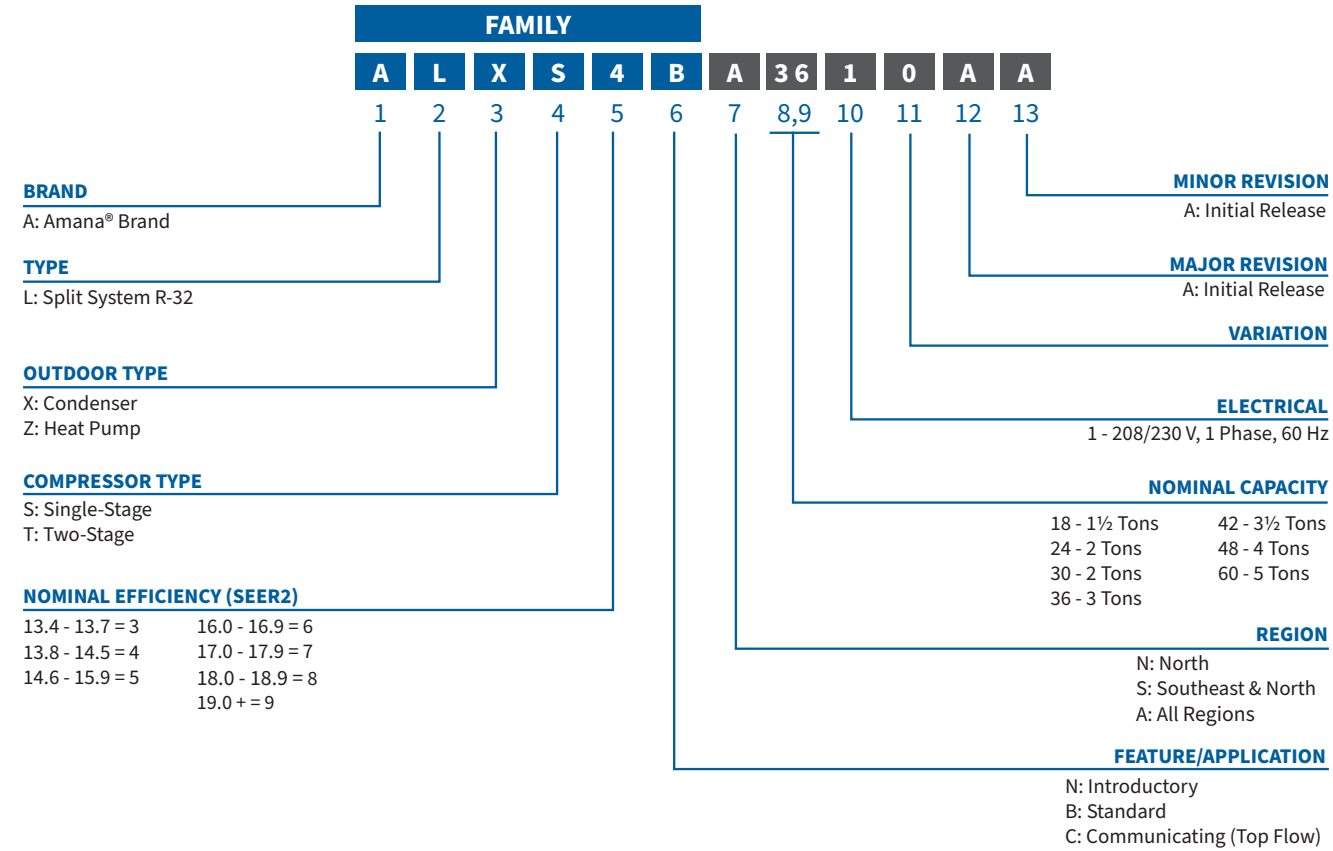 FAMILY
A L X S 4 B A 3 6 1 0 A A
1 2 3 4 5 6 7 8,9 10 11 12 13
BRAND
A: Amana® Brand
TYPE
L: Split System R-32
OUTDOOR TYPE
X: Condenser
Z: Heat Pump
COMPRESSOR TYPE
S: Single-Stage
T: Two-Stage
NOMINAL EFFICIENCY (SEER2)
13.4 - 13.7 = 3 16.0 - 16.9 = 6
13.8 - 14.5 = 4 17.0 - 17.9 = 7
14.6 - 15.9 = 5 18.0 - 18.9 = 8
19.0 + = 9
MINOR REVISION
A: Initial Release
MAJOR REVISION
A: Initial Release
VARIATION
ELECTRICAL
1 - 208/230 V, 1 Phase, 60 Hz
NOMINAL CAPACITY
18 - 1½ Tons 42 - 3½ Tons
24 - 2 Tons 48 - 4 Tons
30 - 2 Tons 60 - 5 Tons
36 - 3 Tons
REGION
N: North
S: Southeast & North
A: All Regions
FEATURE/APPLICATION
N: Introductory
B: Standard
C: Communicating (Top Flow)